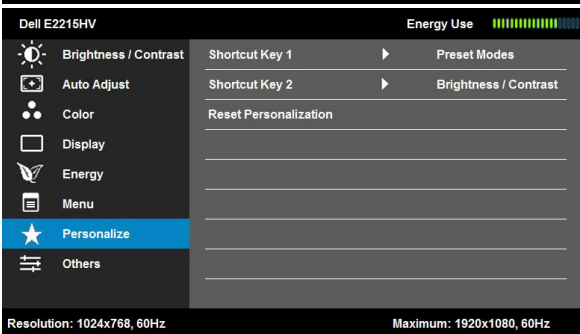 Dell E2215HV Energy Use
Brightness / Contrast Shortcut Key 1 Preset Modes
Auto Adjust Shortcut Key 2 Brightness / Contrast
Color Reset Personalization
Display
Energy
Menu
Personalize
Others
Resolution: 1024x768, 60Hz Maximum: 1920x1080, 60Hz